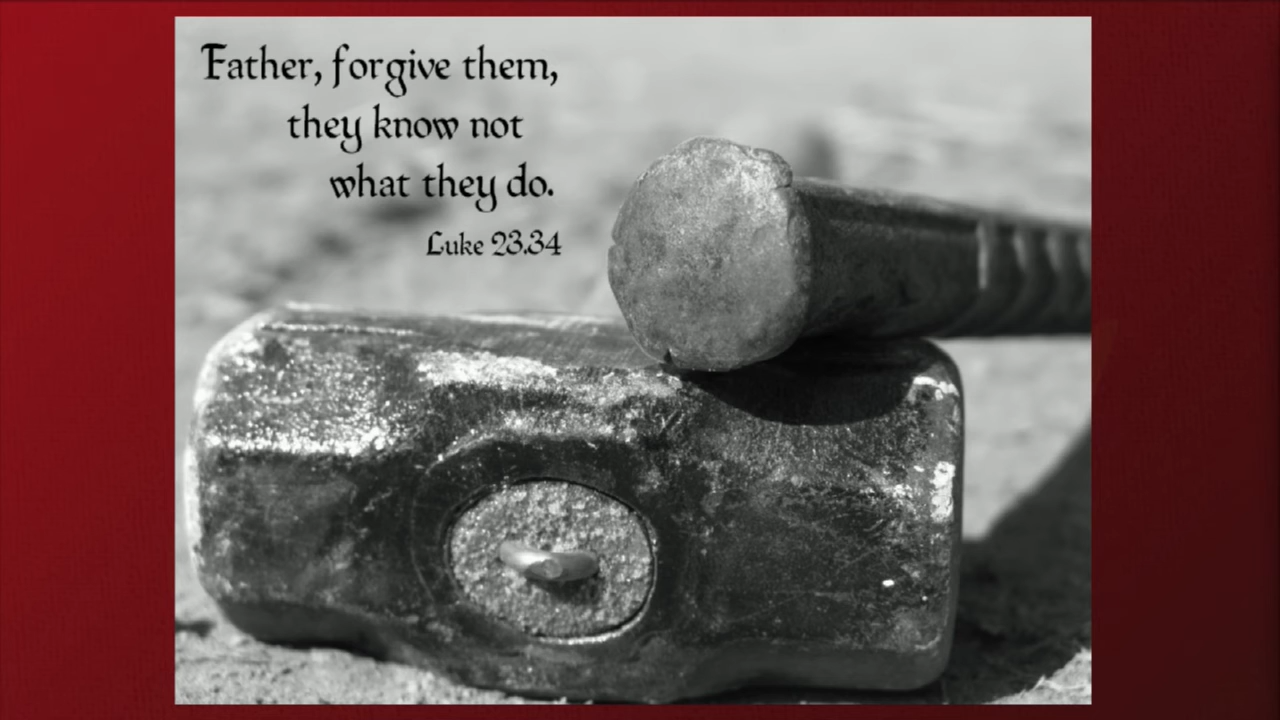 Father, forgive them,
they know not
what they do.
Luke 23.34